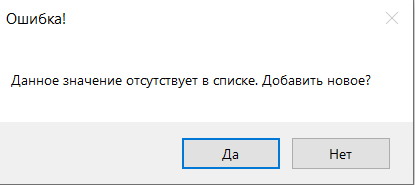 Ошибка!
Данное значение отсутствует в списке. Добавить новое?
Да
Нет